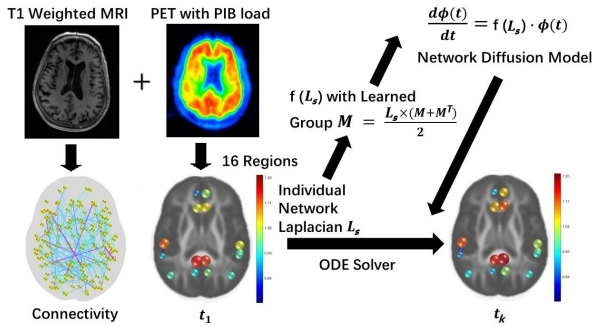 T1 Weighted MRI
PET with PIB load
dϕ(t)/dt = f (Lₛ) · ϕ(t)
Network Diffusion Model
f (Lₛ) with Learned
Group M = Lₛ×(M+Mᵀ)/2
16 Regions
Individual
Network
Laplacian Lₛ
ODE Solver
Connectivity
t₁
tₖ